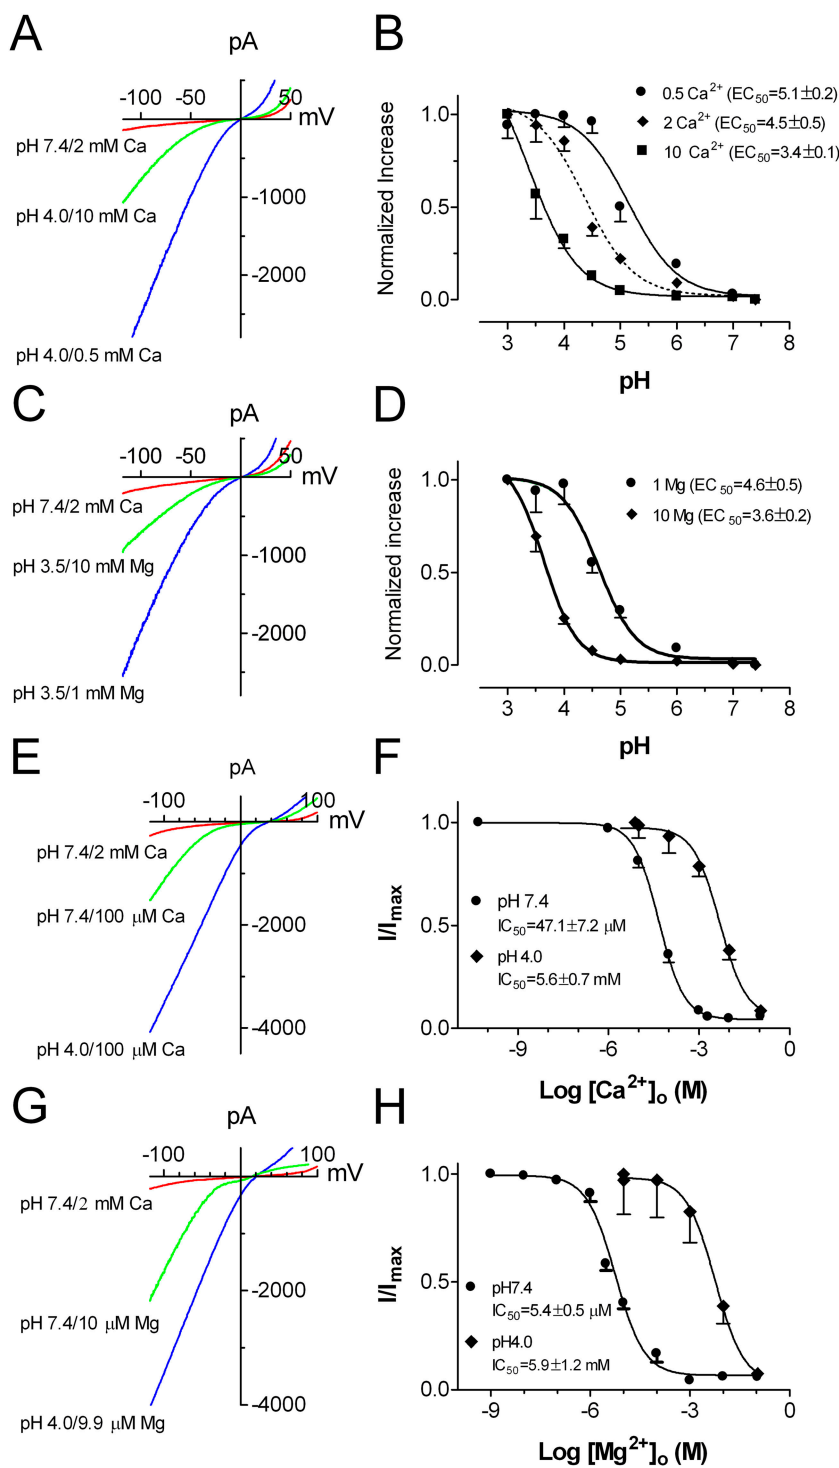 A
pA
-100
-50
50
mV
pH 7.4/2 mM Ca
-1000
pH 4.0/10 mM Ca
-2000
pH 4.0/0.5 mM Ca
B
Normalized Increase
1.0
0.5
0.0
0.5 Ca²⁺ (EC₅₀=5.1±0.2)
2 Ca²⁺ (EC₅₀=4.5±0.5)
10 Ca²⁺ (EC₅₀=3.4±0.1)
3 4 5 6 7 8
pH
C
pA
-100
-50
50
mV
pH 7.4/2 mM Ca
-1000
pH 3.5/10 mM Mg
-2000
pH 3.5/1 mM Mg
D
Normalized increase
1.0
0.5
0.0
1 Mg (EC₅₀=4.6±0.5)
10 Mg (EC₅₀=3.6±0.2)
3 4 5 6 7 8
pH
E
pA
-100
00
mV
pH 7.4/2 mM Ca
pH 7.4/100 μM Ca
-2000
-4000
pH 4.0/100 μM Ca
F
I/Imax
1.0
0.5
0.0
pH 7.4
IC₅₀=47.1±7.2 μM
pH 4.0
IC₅₀=5.6±0.7 mM
-9 -6 -3 0
Log [Ca²⁺]o (M)
G
pA
-100
100
mV
pH 7.4/2 mM Ca
-2000
pH 7.4/10 μM Mg
-4000
pH 4.0/9.9 μM Mg
H
I/Imax
1.0
0.5
0.0
pH7.4
IC₅₀=5.4±0.5 μM
pH4.0
IC₅₀=5.9±1.2 mM
-9 -6 -3 0
Log [Mg²⁺]o (M)